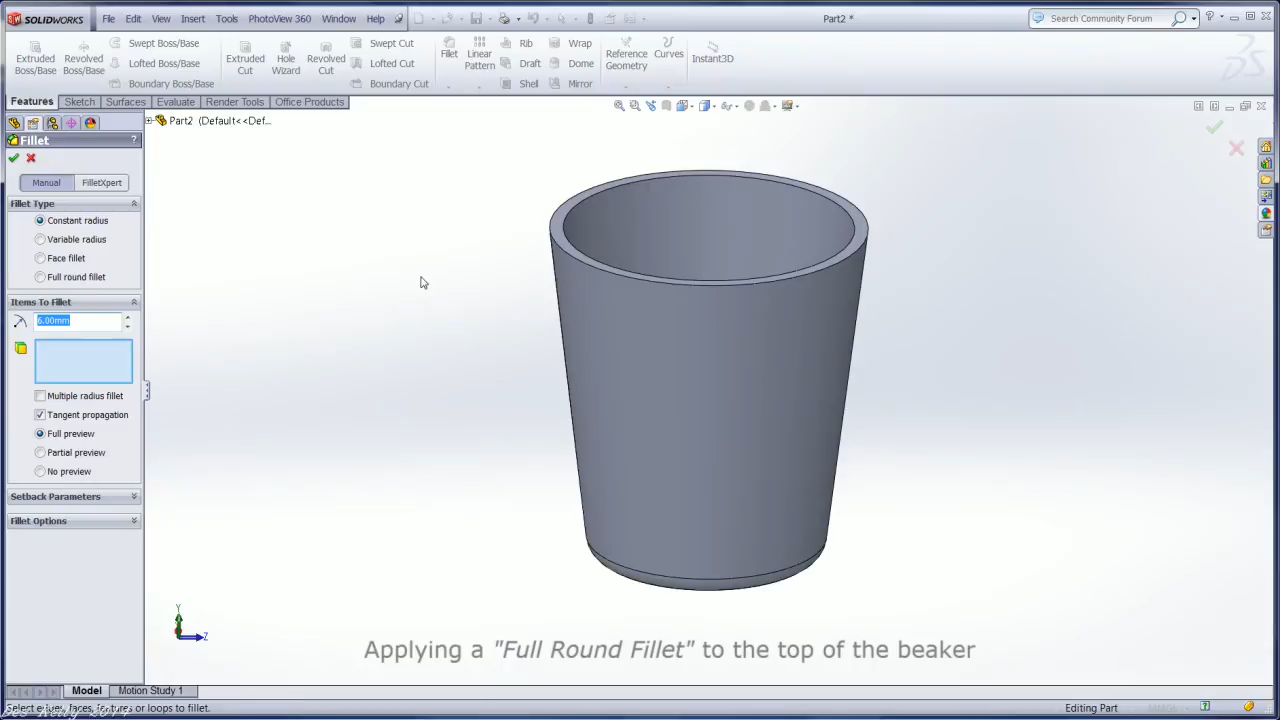 SOLIDWORKS File Edit View Insert Tools PhotoView 360 Window Help Part2 * Search Community Forum ?
Extruded Boss/Base
Revolved Boss/Base
Swept Boss/Base
Lofted Boss/Base
Boundary Boss/Base
Extruded Cut
Hole Wizard
Revolved Cut
Swept Cut
Lofted Cut
Boundary Cut
Fillet
Linear Pattern
Rib
Draft
Shell
Wrap
Dome
Mirror
Reference Geometry
Curves
Instant3D
Features Sketch Surfaces Evaluate Render Tools Office Products
Part2 (Default<<Def...
Fillet ?
Manual FilletXpert
Fillet Type
Constant radius
Variable radius
Face fillet
Full round fillet
Items To Fillet
6.00mm
Multiple radius fillet
Tangent propagation
Full preview
Partial preview
No preview
Setback Parameters
Fillet Options
Y
Z
Applying a "Full Round Fillet" to the top of the beaker
Model Motion Study 1
Select edges, faces, features or loops to fillet. Editing Part